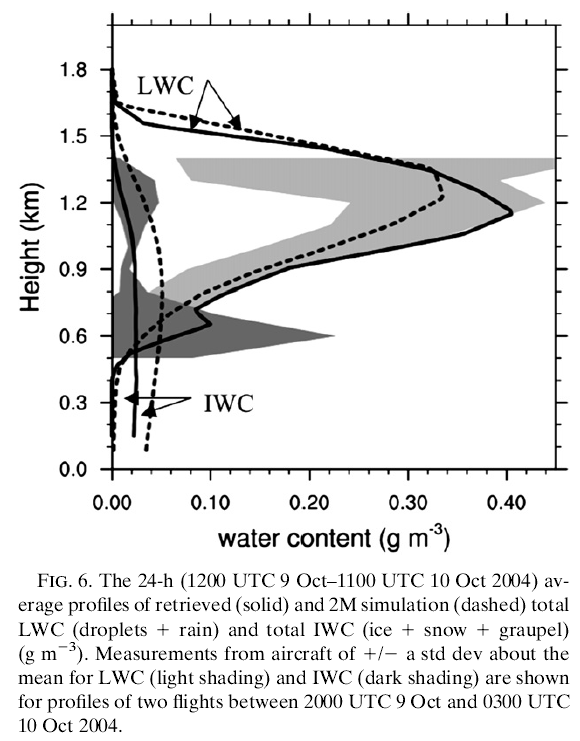 1.8
LWC
1.5
1.2
0.9
0.6
0.3
IWC
0.0
Height (km)
0.00 0.10 0.20 0.30 0.40
water content (g m-3)
FIG. 6. The 24-h (1200 UTC 9 Oct–1100 UTC 10 Oct 2004) av-
erage profiles of retrieved (solid) and 2M simulation (dashed) total
LWC (droplets + rain) and total IWC (ice + snow + graupel)
(g m−3). Measurements from aircraft of +/− a std dev about the
mean for LWC (light shading) and IWC (dark shading) are shown
for profiles of two flights between 2000 UTC 9 Oct and 0300 UTC
10 Oct 2004.